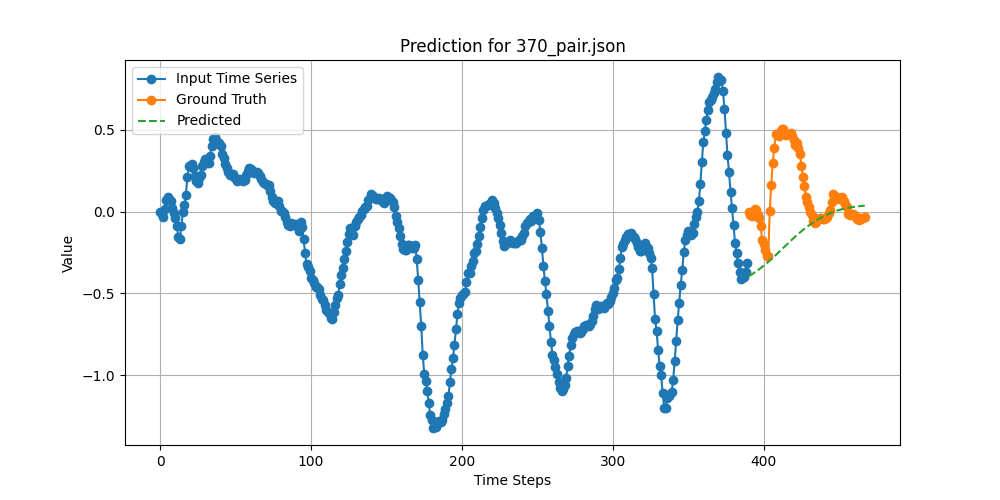 Prediction for 370_pair.json
Input Time Series
Ground Truth
Predicted
0.5
0.0
−0.5
−1.0
Value
0 100 200 300 400
Time Steps